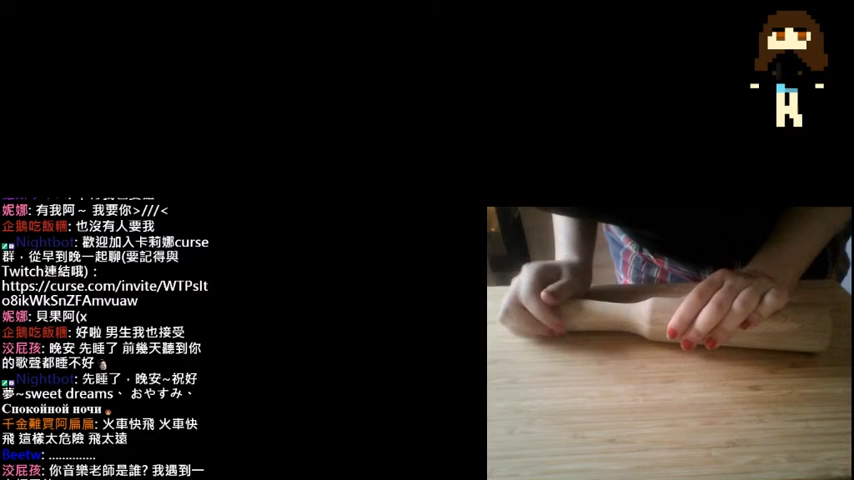 妮娜: 有我阿~ 我要你>///<
企鵝吃飯糰: 也沒有人要我
Nightbot: 歡迎加入卡莉娜curse
群，從早到晚一起聊(要記得與
Twitch連結哦)：
https://curse.com/invite/WTPsIt
o8ikWkSnZFAmvuaw
妮娜: 貝果阿(x
企鵝吃飯糰: 好啦 男生我也接受
沒屁孩: 晚安 先睡了 前幾天聽到你
的歌聲都睡不好
Nightbot: 先睡了，晚安~祝好
夢~sweet dreams、 おやすみ、
Спокойной ночи
千金難買阿扁扁: 火車快飛 火車快
飛 這樣太危險 飛太遠
Beetw: ..............
沒屁孩: 你音樂老師是誰? 我遇到一